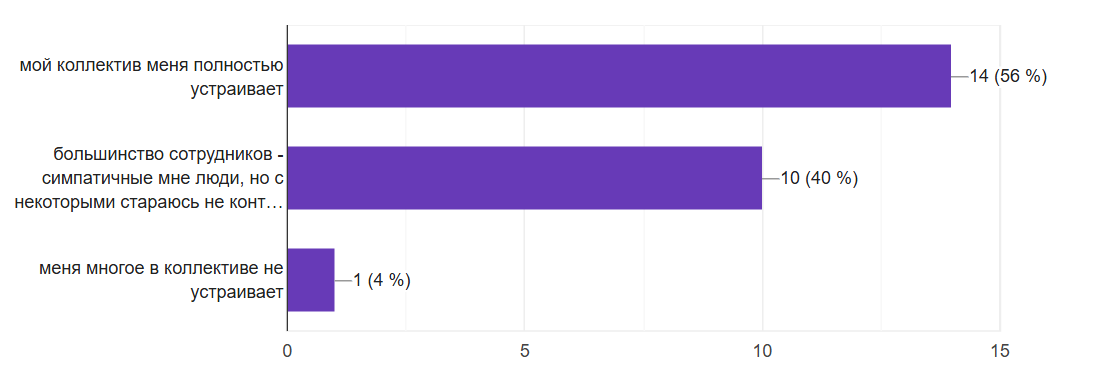 мой коллектив меня полностью
устраивает
14 (56 %)
большинство сотрудников -
симпатичные мне люди, но с
некоторыми стараюсь не конт…
10 (40 %)
меня многое в коллективе не
устраивает
1 (4 %)
0 5 10 15